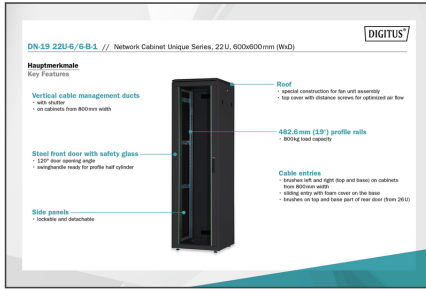 DIGITUS®
DN-19 22U-6/6-B-1 // Network Cabinet Unique Series, 22U, 600x600mm (WxD)
Hauptmerkmale
Key Features
Vertical cable management ducts
• with shutter
• on cabinets from 800mm width
Steel front door with safety glass
• 120° door opening angle
• swinghandle ready for profile half cylinder
Side panels
• lockable and detachable
Roof
• special construction for fan unit assembly
• top cover with distance screws for optimized air flow
482.6mm (19") profile rails
• 800kg load capacity
Cable entries
• brushes left and right (top and base) on cabinets
from 800mm width
• sliding entry with foam cover on the base
• brushes on top and base part of rear door (from 26U)